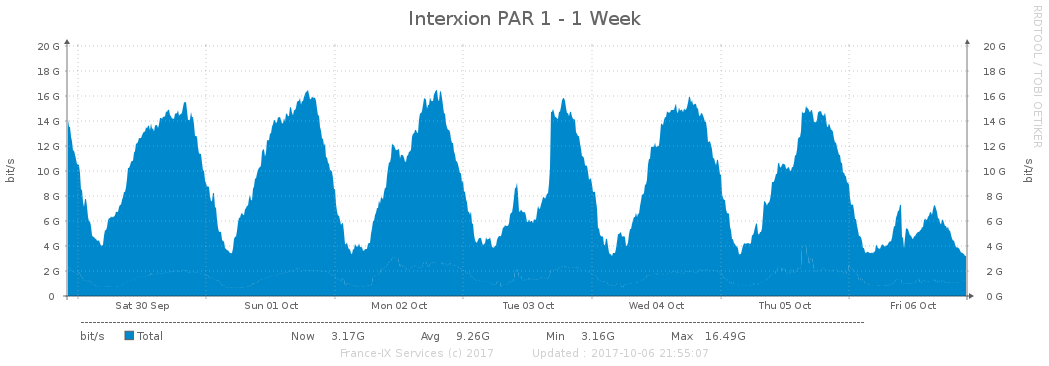 Interxion PAR 1 - 1 Week
RRDTOOL / TOBI OETIKER
20 G 20 G
18 G 18 G
16 G 16 G
14 G 14 G
12 G 12 G
10 G 10 G
8 G 8 G
6 G 6 G
4 G 4 G
2 G 2 G
0 0 G
bit/s bit/s
Sat 30 Sep Sun 01 Oct Mon 02 Oct Tue 03 Oct Wed 04 Oct Thu 05 Oct Fri 06 Oct
bit/s Total Now 3.17G Avg 9.26G Min 3.16G Max 16.49G
France-IX Services (c) 2017 Updated : 2017-10-06 21:55:07